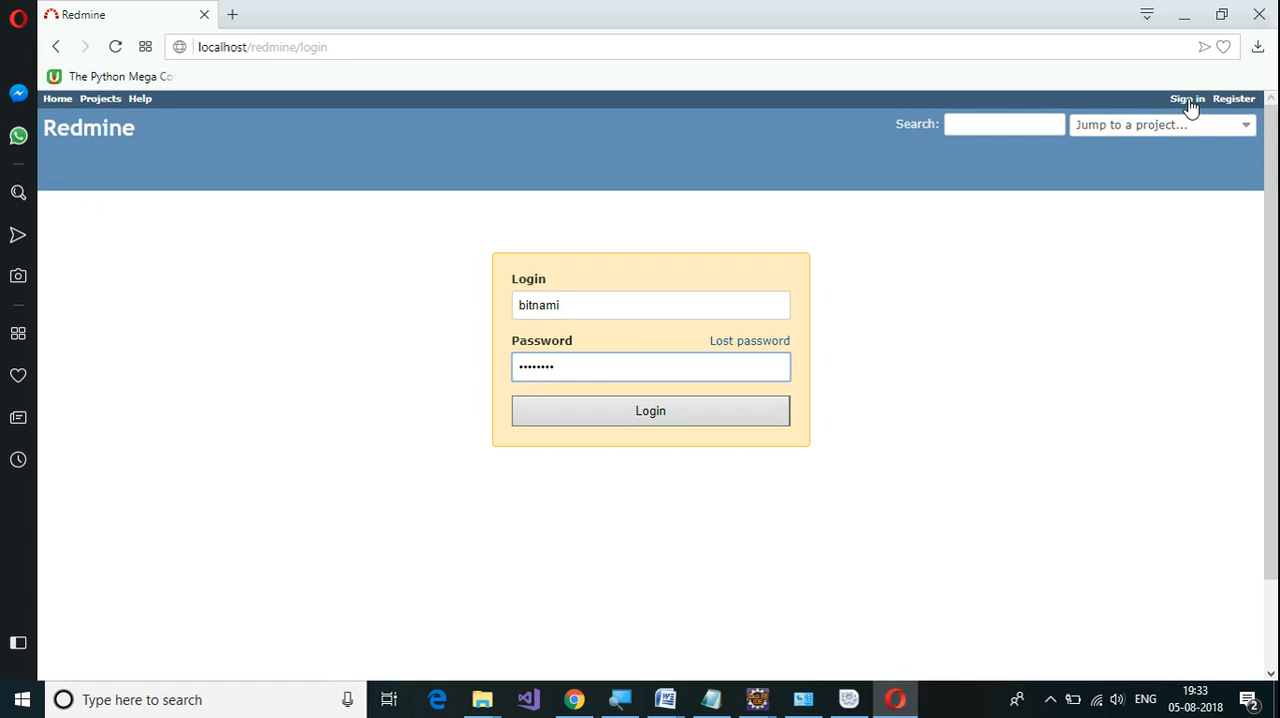 Redmine
localhost/redmine/login
The Python Mega Co
Home Projects Help
Sign in Register
Redmine
Search:
Jump to a project...
Login
bitnami
Password
Lost password
••••••••
Login
Type here to search
ENG
19:33
05-08-2018
2